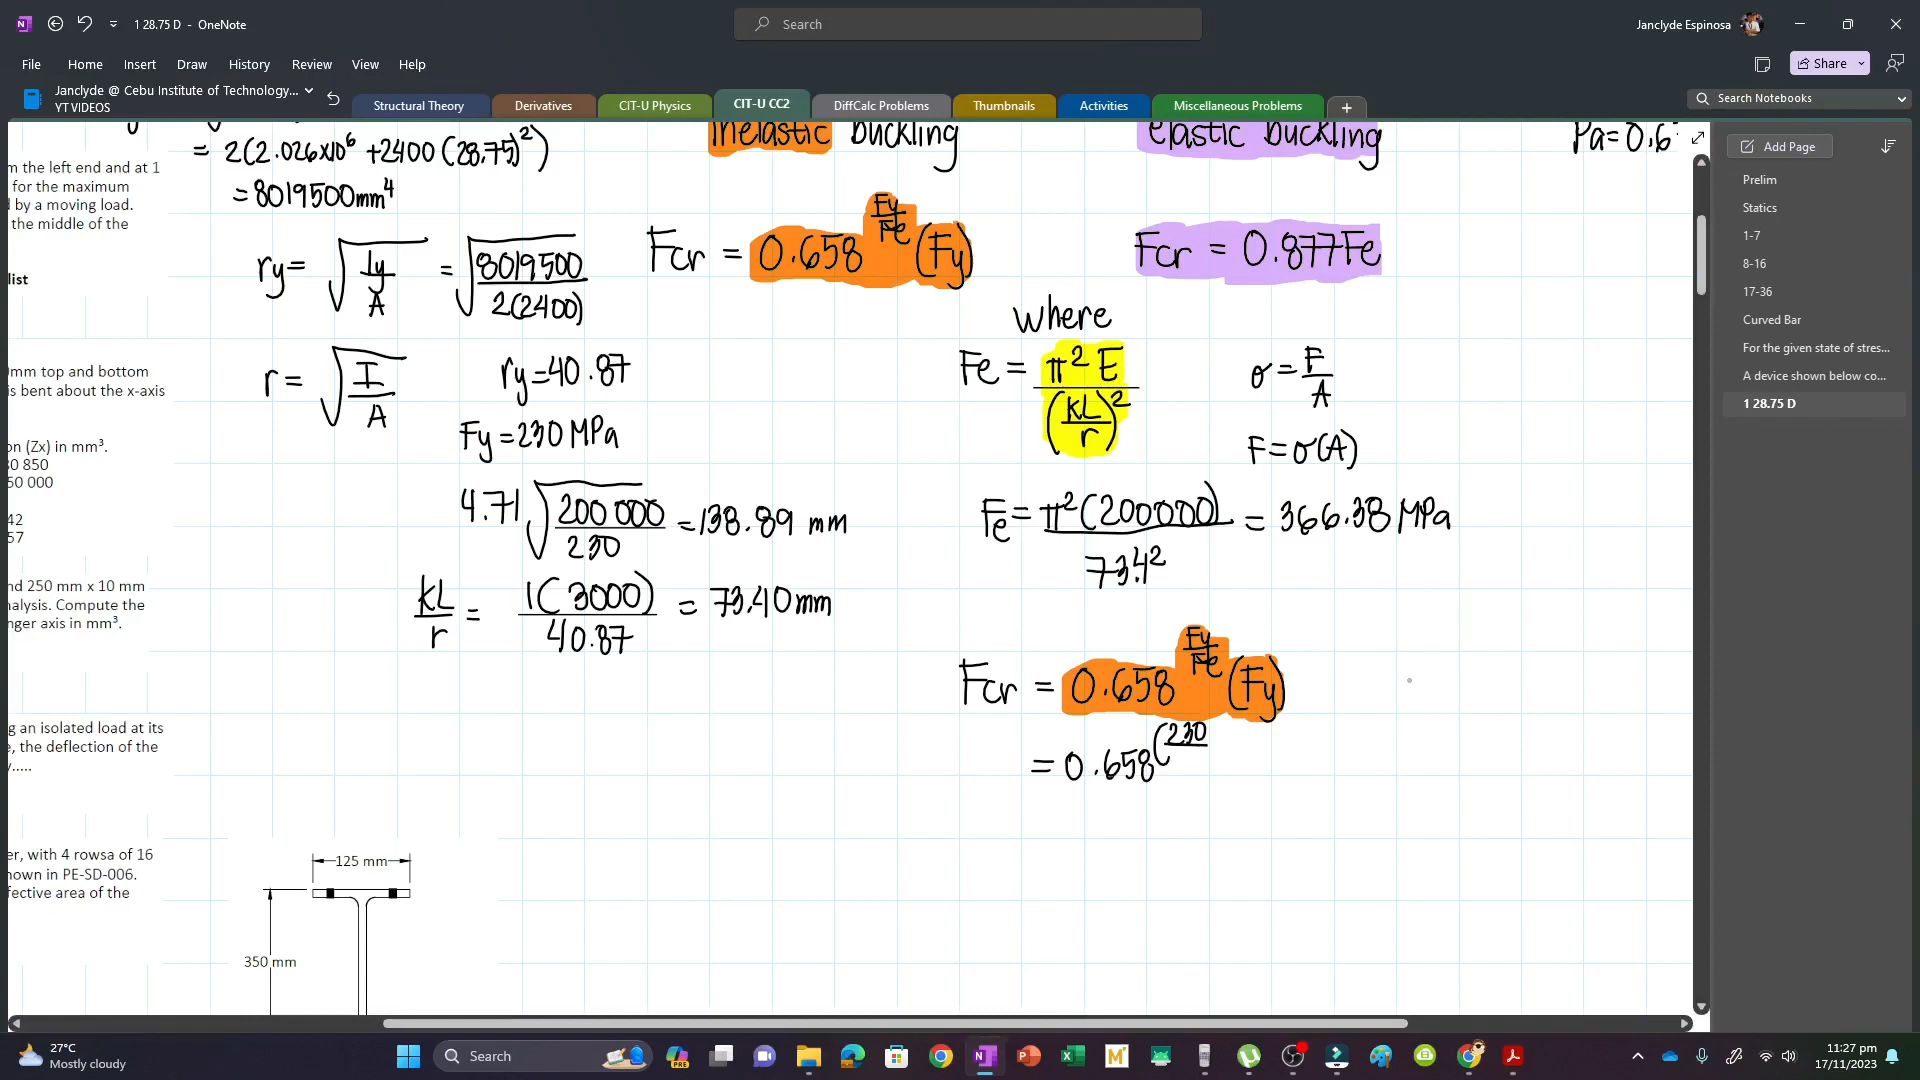 1 28.75 D - OneNote
Search
Janclyde Espinosa
File Home Insert Draw History Review View Help
Share
Janclyde @ Cebu Institute of Technology...
YT VIDEOS
Structural Theory
Derivatives
CIT-U Physics
CIT-U CC2
DiffCalc Problems
Thumbnails
Activities
Miscellaneous Problems
+
Search Notebooks
Add Page
Prelim
Statics
1-7
8-16
17-36
Curved Bar
For the given state of stres...
A device shown below co...
1 28.75 D
m the left end and at 1
for the maximum
by a moving load.
the middle of the
list
0mm top and bottom
is bent about the x-axis
on (Zx) in mm³.
30 850
50 000
42
57
nd 250 mm x 10 mm
nalysis. Compute the
nger axis in mm³.
ng an isolated load at its
e, the deflection of the
y.....
er, with 4 rowsa of 16
nown in PE-SD-006.
fective area of the
= 2(2.026x10⁶ + 2400(28.75)²)
= 8019500mm⁴
ry = √(Iy/A) = √(8019500/2(2400))
r = √(I/A)
ry = 40.87
Fy = 230 MPa
4.71 √(200 000/230) = 138.89 mm
kL/r = 1(3000)/40.87 = 73.40mm
inelastic buckling
Fcr = 0.658^(Fy/Fe) (Fy)
elastic buckling
Fcr = 0.877Fe
Pa = 0.6
where
Fe = π² E/(kL/r)²
σ = F/A
F = σ(A)
Fe = π²(200000)/73.4² = 366.38 MPa
Fcr = 0.658^(Fy/Fe) (Fy)
= 0.658^(230
125 mm
350 mm
27°C
Mostly cloudy
Search
11:27 pm
17/11/2023